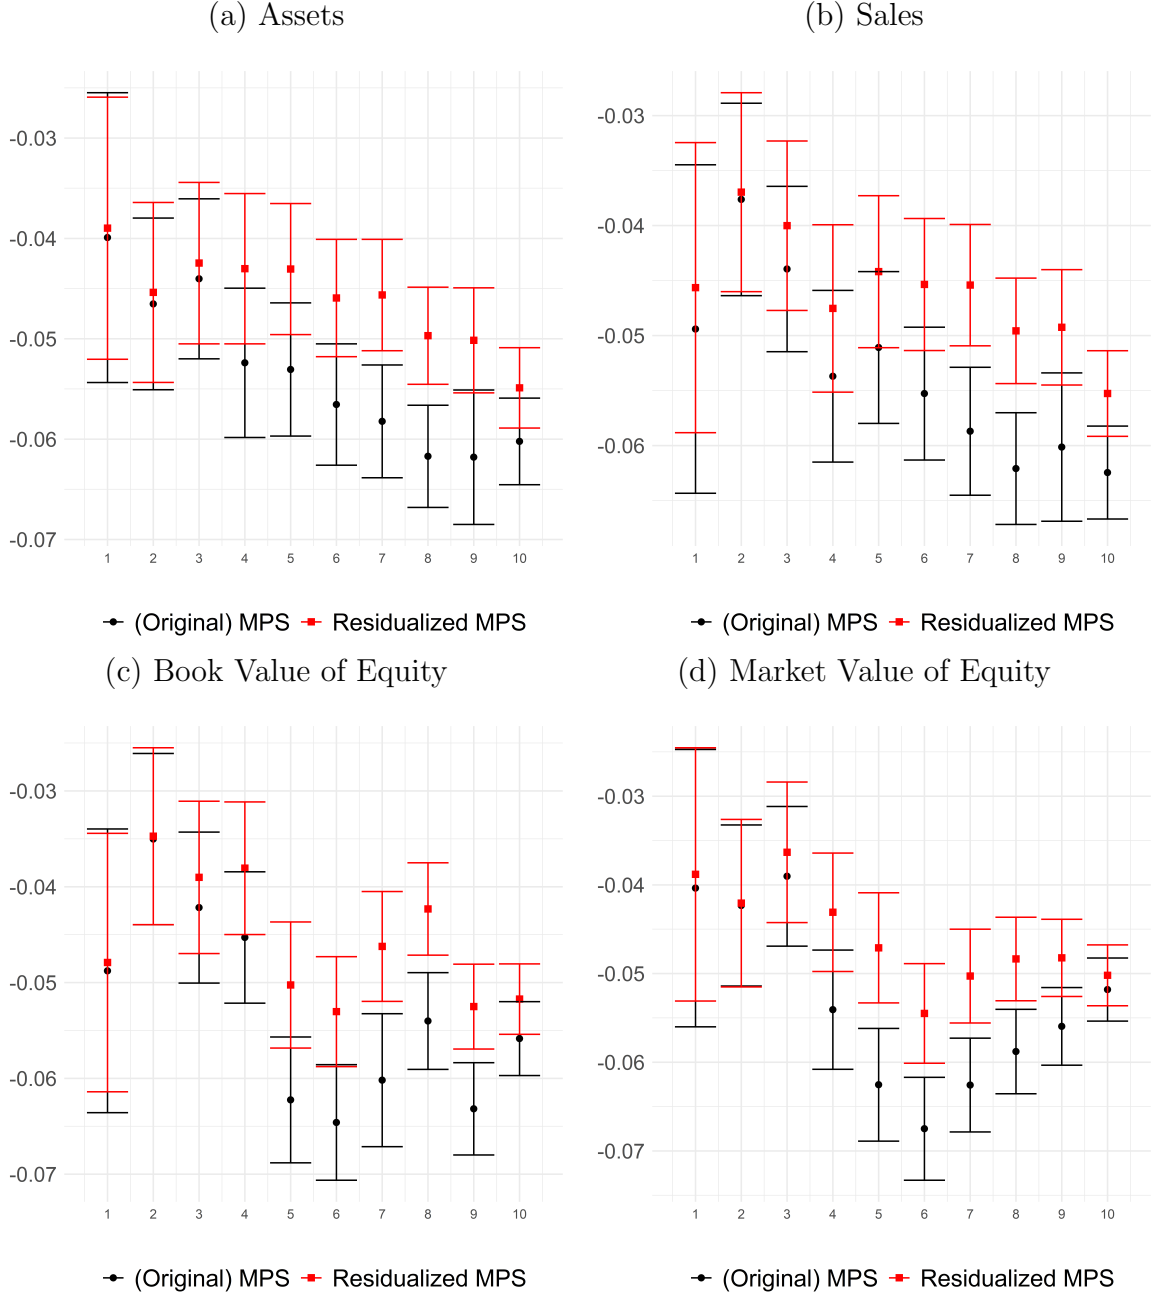 (a) Assets
(b) Sales
-0.03
-0.04
-0.05
-0.06
-0.07
1 2 3 4 5 6 7 8 9 10
-0.03
-0.04
-0.05
-0.06
1 2 3 4 5 6 7 8 9 10
(Original) MPS Residualized MPS
(Original) MPS Residualized MPS
(c) Book Value of Equity
(d) Market Value of Equity
-0.03
-0.04
-0.05
-0.06
-0.07
1 2 3 4 5 6 7 8 9 10
-0.03
-0.04
-0.05
-0.06
-0.07
1 2 3 4 5 6 7 8 9 10
(Original) MPS Residualized MPS
(Original) MPS Residualized MPS